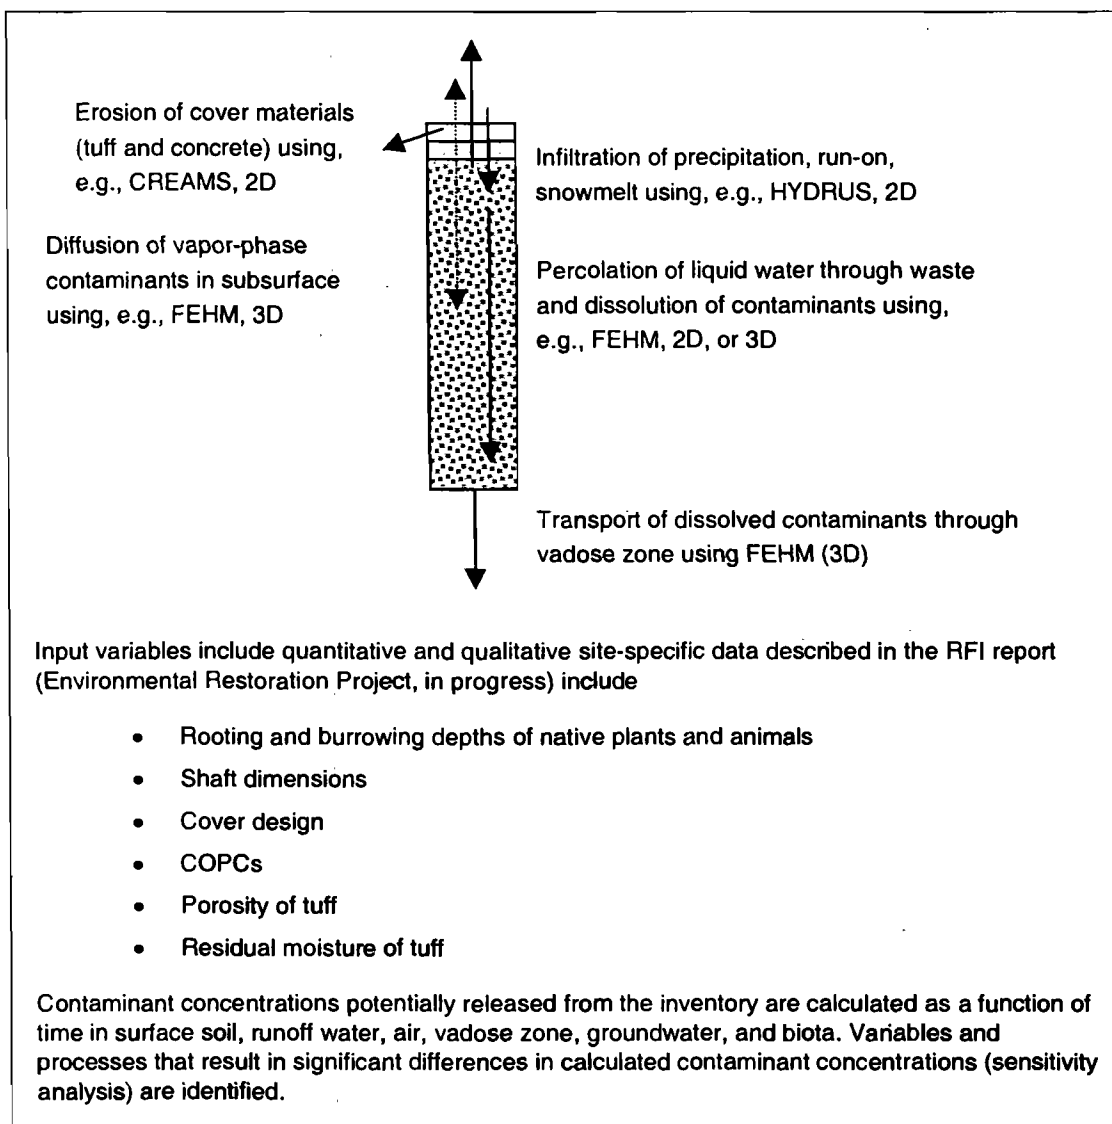 Erosion of cover materials
(tuff and concrete) using,
e.g., CREAMS, 2D
Diffusion of vapor-phase
contaminants in subsurface
using, e.g., FEHM, 3D
Infiltration of precipitation, run-on,
snowmelt using, e.g., HYDRUS, 2D
Percolation of liquid water through waste
and dissolution of contaminants using,
e.g., FEHM, 2D, or 3D
Transport of dissolved contaminants through
vadose zone using FEHM (3D)
Input variables include quantitative and qualitative site-specific data described in the RFI report
(Environmental Restoration Project, in progress) include
• Rooting and burrowing depths of native plants and animals
• Shaft dimensions
• Cover design
• COPCs
• Porosity of tuff
• Residual moisture of tuff
Contaminant concentrations potentially released from the inventory are calculated as a function of
time in surface soil, runoff water, air, vadose zone, groundwater, and biota. Variables and
processes that result in significant differences in calculated contaminant concentrations (sensitivity
analysis) are identified.